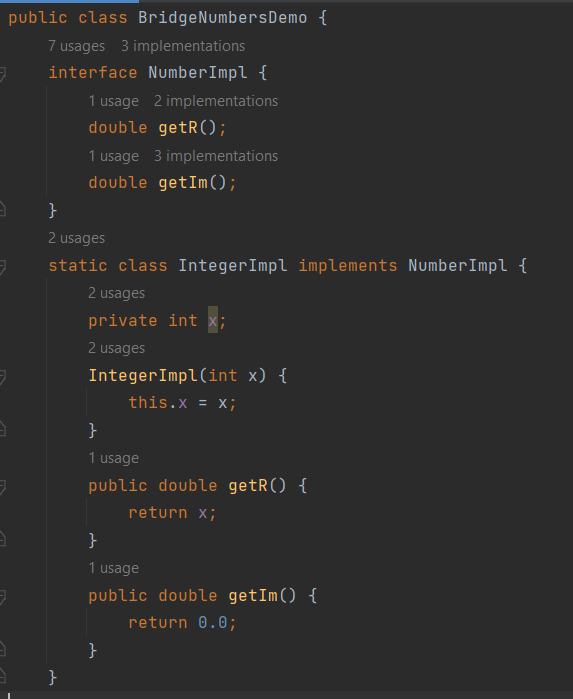 public class BridgeNumbersDemo {
7 usages 3 implementations
interface NumberImpl {
1 usage 2 implementations
double getR();
1 usage 3 implementations
double getIm();
}
2 usages
static class IntegerImpl implements NumberImpl {
2 usages
private int x;
2 usages
IntegerImpl(int x) {
this.x = x;
}
1 usage
public double getR() {
return x;
}
1 usage
public double getIm() {
return 0.0;
}
}